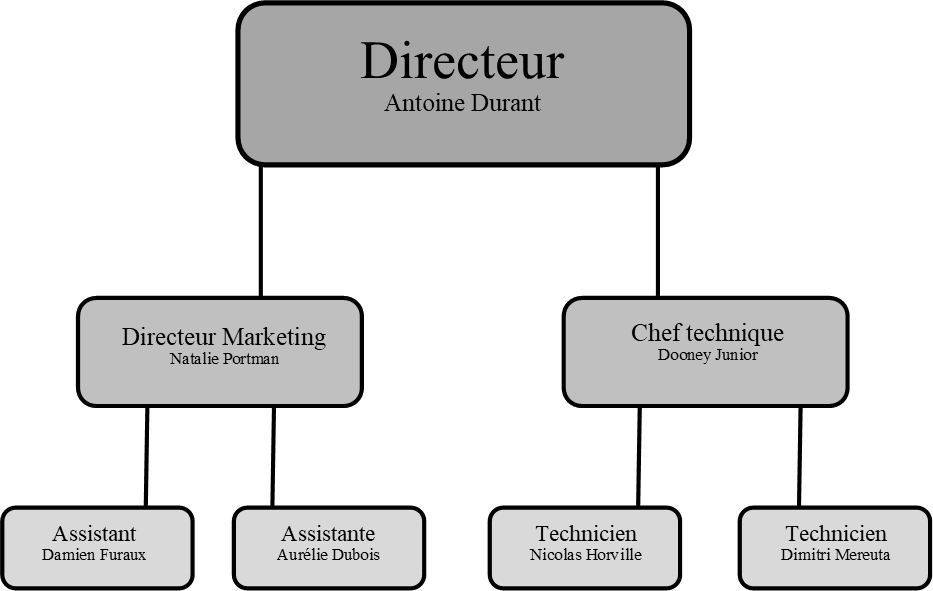 Directeur
Antoine Durant
Directeur Marketing
Natalie Portman
Chef technique
Dooney Junior
Assistant
Damien Furaux
Assistante
Aurélie Dubois
Technicien
Nicolas Horville
Technicien
Dimitri Mereuta